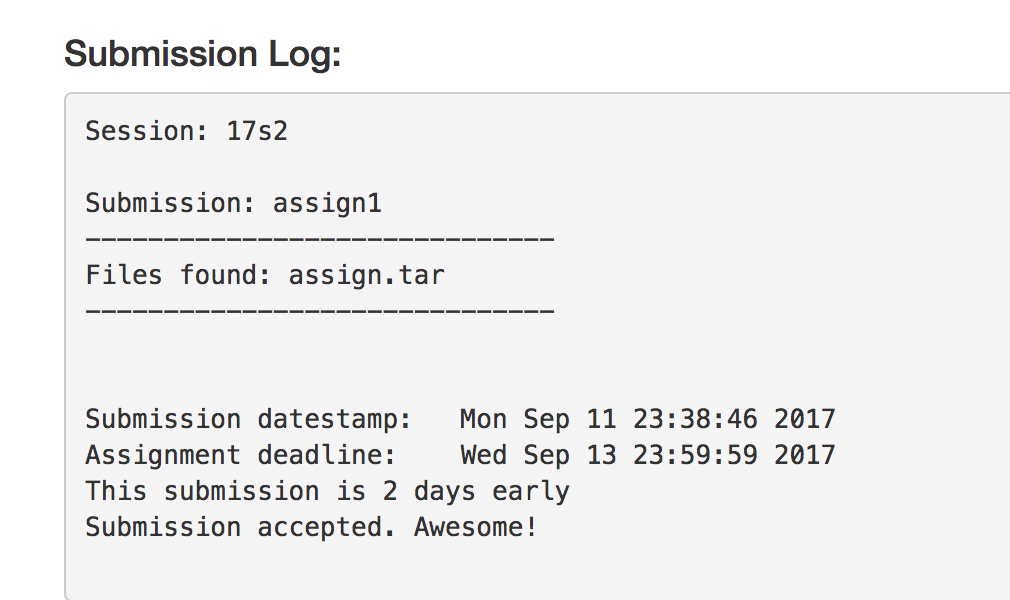 Submission Log:
Session: 17s2
Submission: assign1
------------------------------
Files found: assign.tar
------------------------------
Submission datestamp:   Mon Sep 11 23:38:46 2017
Assignment deadline:    Wed Sep 13 23:59:59 2017
This submission is 2 days early
Submission accepted. Awesome!